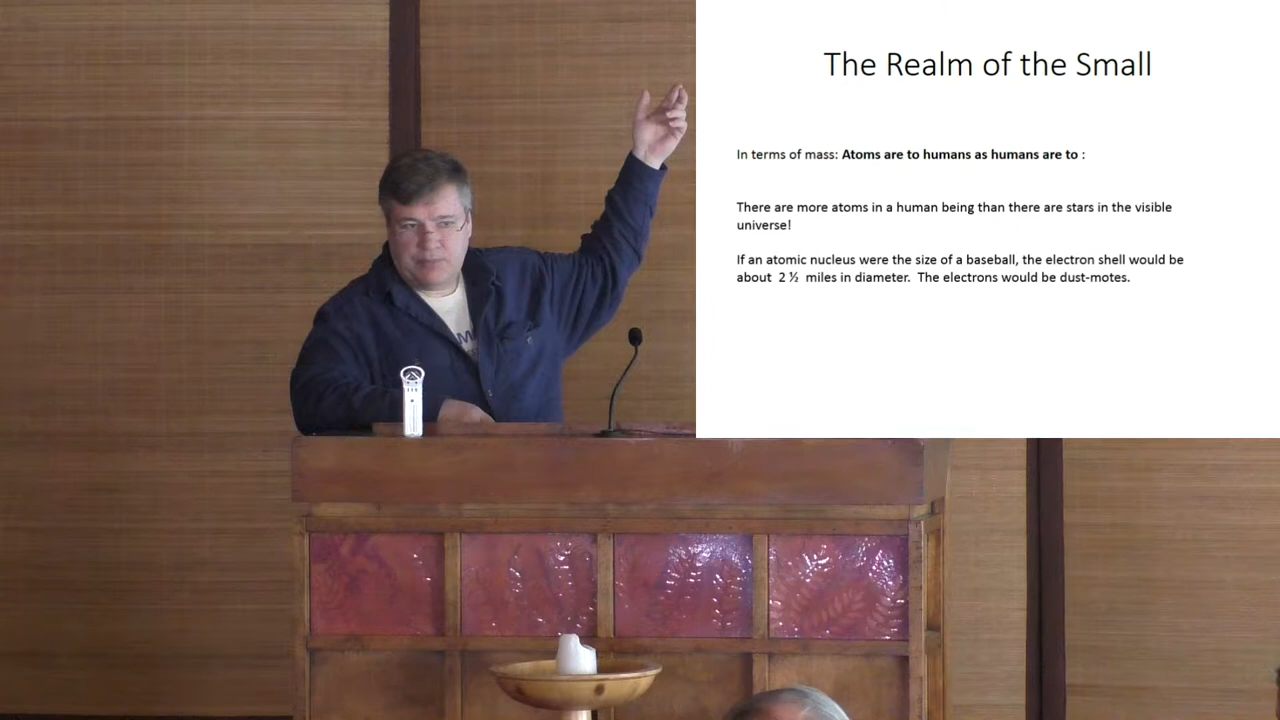 The Realm of the Small
In terms of mass: Atoms are to humans as humans are to :
There are more atoms in a human being than there are stars in the visible
universe!
If an atomic nucleus were the size of a baseball, the electron shell would be
about 2 ½ miles in diameter. The electrons would be dust-motes.